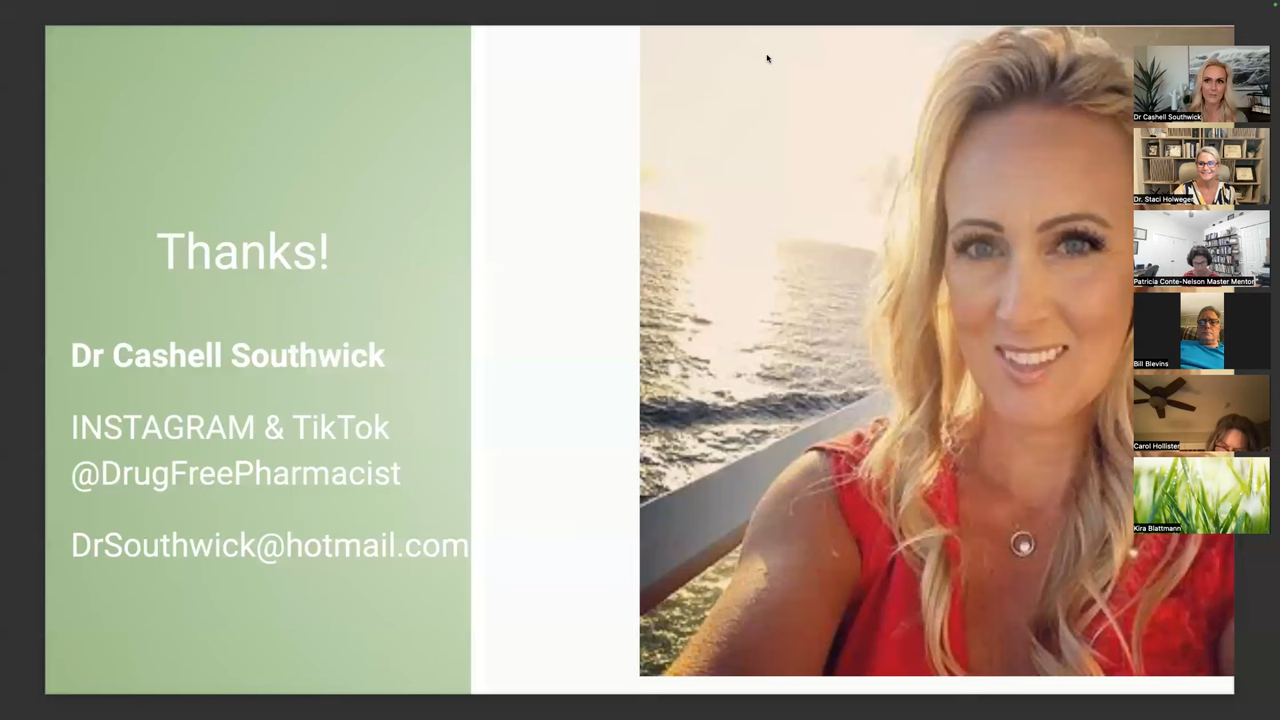 Thanks!
Dr Cashell Southwick
INSTAGRAM & TikTok
@DrugFreePharmacist
DrSouthwick@hotmail.com
Dr Cashell Southwick
Dr. Staci Holweger
Patricia Conte-Nelson Master Mentor
Bill Blevins
Carol Hollister
Kira Blattmann